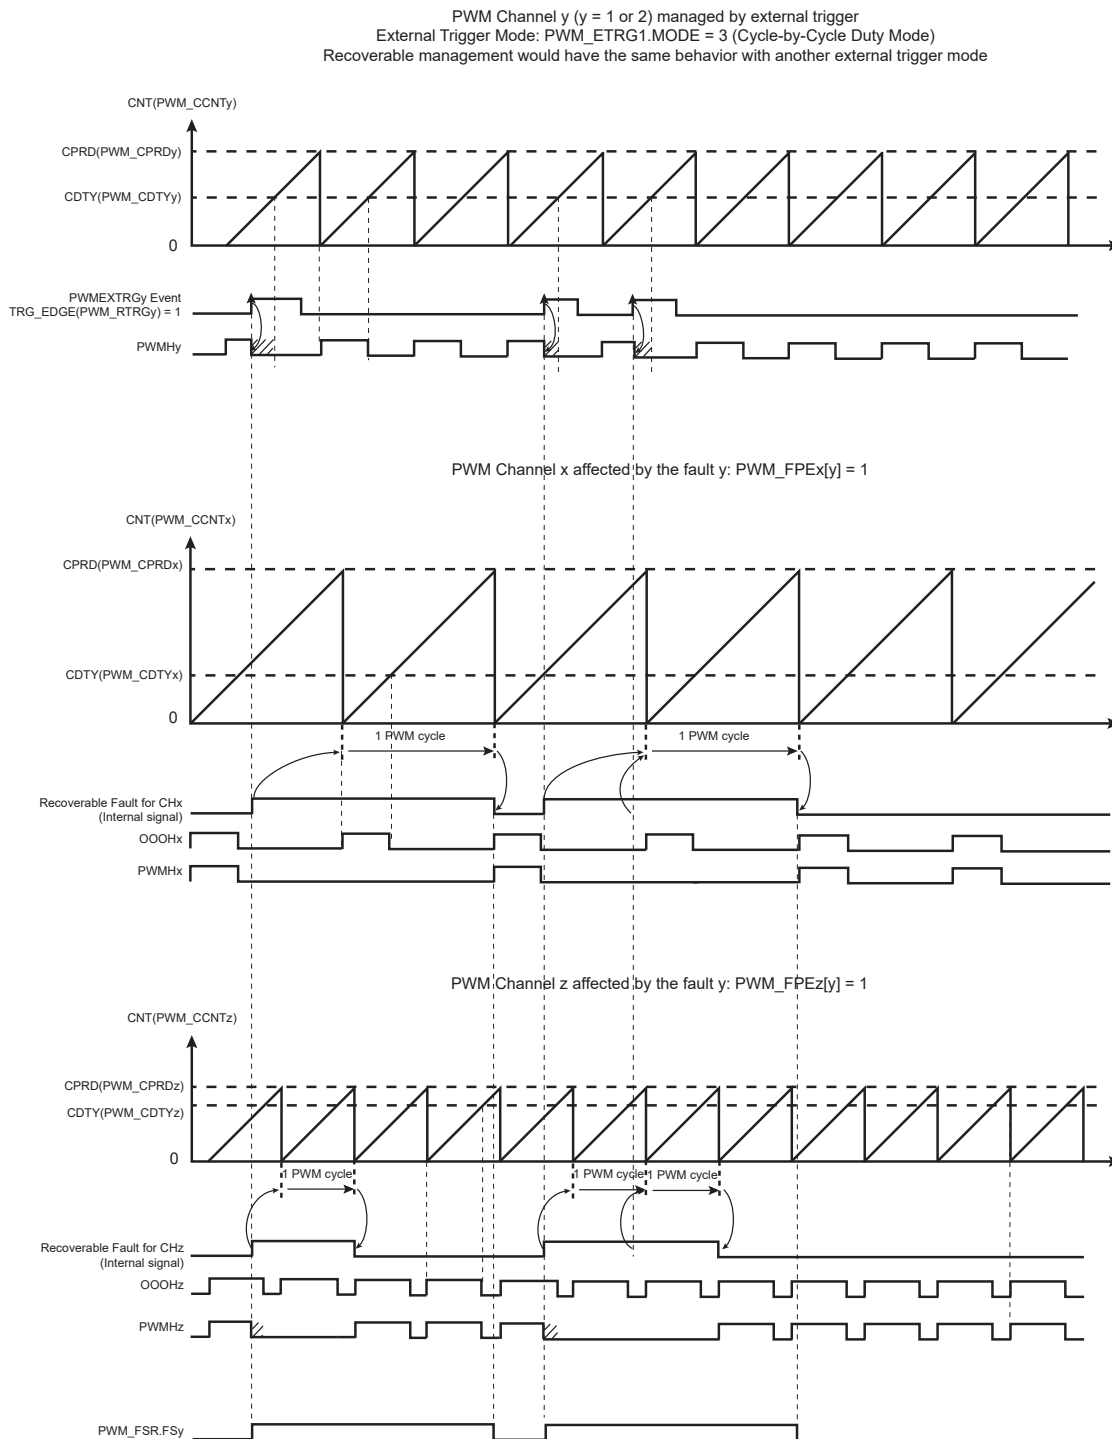 PWM Channel y (y = 1 or 2) managed by external trigger
External Trigger Mode: PWM_ETRG1.MODE = 3 (Cycle-by-Cycle Duty Mode)
Recoverable management would have the same behavior with another external trigger mode
CNT(PWM_CCNTy)
CPRD(PWM_CPRDy)
CDTY(PWM_CDTYy)
0
PWMEXTRGy Event
TRG_EDGE(PWM_RTRGy) = 1
PWMHy
PWM Channel x affected by the fault y: PWM_FPEx[y] = 1
CNT(PWM_CCNTx)
CPRD(PWM_CPRDx)
CDTY(PWM_CDTYx)
0
1 PWM cycle
1 PWM cycle
Recoverable Fault for CHx
(Internal signal)
OOOHx
PWMHx
PWM Channel z affected by the fault y: PWM_FPEz[y] = 1
CNT(PWM_CCNTz)
CPRD(PWM_CPRDz)
CDTY(PWM_CDTYz)
0
1 PWM cycle
1 PWM cycle
1 PWM cycle
Recoverable Fault for CHz
(Internal signal)
OOOHz
PWMHz
PWM_FSR.FSy